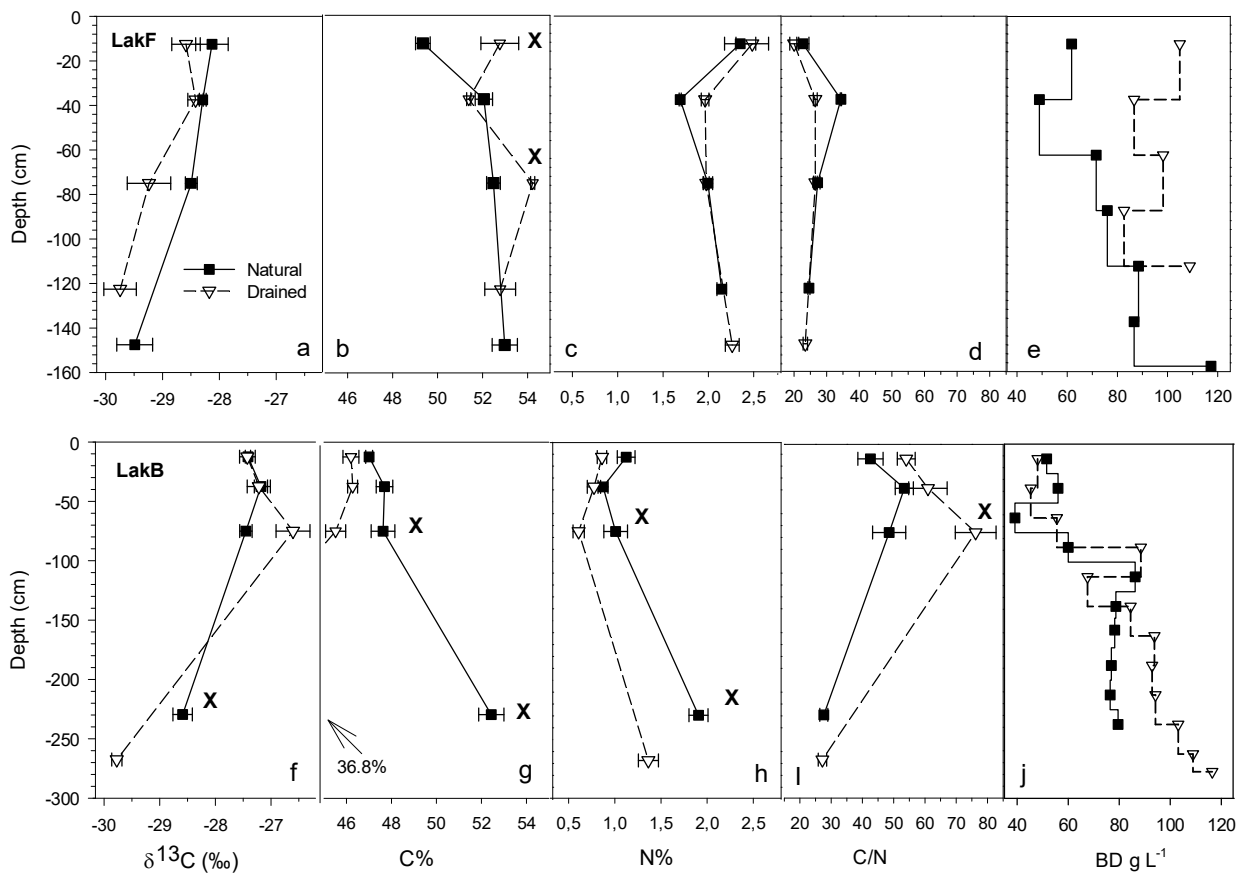 0
-20
-40
-60
-80
-100
-120
-140
-160
Depth (cm)
LakF
Natural
Drained
a
-30 -29 -28 -27
X
X
b
46 48 50 52 54
c
0,5 1,0 1,5 2,0 2,5
d
20 30 40 50 60 70 80
e
40 60 80 100 120
0
-50
-100
-150
-200
-250
-300
Depth (cm)
LakB
X
f
-30 -29 -28 -27
δ¹³C (‰)
X
X
36.8%
g
46 48 50 52 54
C%
X
X
h
0,5 1,0 1,5 2,0 2,5
N%
X
I
20 30 40 50 60 70 80
C/N
j
40 60 80 100 120
BD g L⁻¹